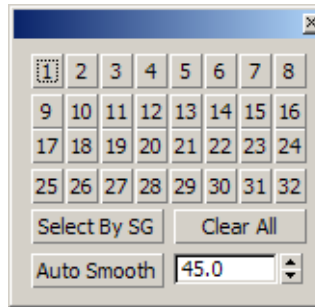 1 2 3 4 5 6 7 8
9 10 11 12 13 14 15 16
17 18 19 20 21 22 23 24
25 26 27 28 29 30 31 32
Select By SG Clear All
Auto Smooth 45.0